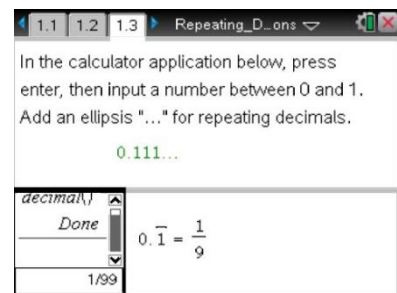 1.1 1.2 1.3 Repeating_D…ons
In the calculator application below, press
enter, then input a number between 0 and 1.
Add an ellipsis "..." for repeating decimals.
0.111...
decimal()
Done
1/99
0.1̅ = 1/9